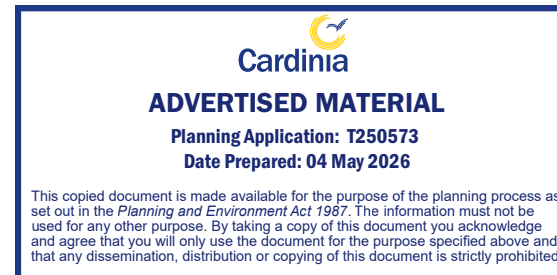 Cardinia
ADVERTISED MATERIAL
Planning Application: T250573
Date Prepared: 04 May 2026
This copied document is made available for the purpose of the planning process as
set out in the Planning and Environment Act 1987. The information must not be
used for any other purpose. By taking a copy of this document you acknowledge
and agree that you will only use the document for the purpose specified above and
that any dissemination, distribution or copying of this document is strictly prohibited